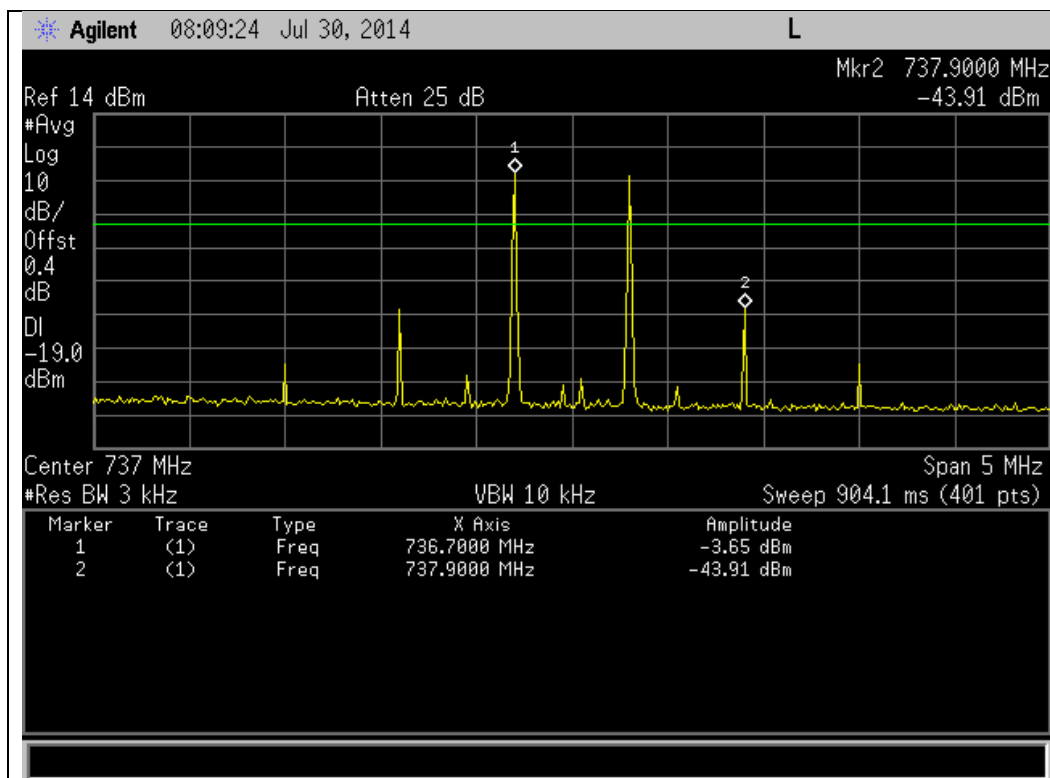 Agilent 08:09:24 Jul 30, 2014 L
Mkr2 737.9000 MHz
Ref 14 dBm Atten 25 dB -43.91 dBm
#Avg
Log
10
dB/
Offst
0.4
dB
DI
-19.0
dBm
1
2
Center 737 MHz Span 5 MHz
#Res BW 3 kHz VBW 10 kHz Sweep 904.1 ms (401 pts)
Marker Trace Type X Axis Amplitude
1 (1) Freq 736.7000 MHz -3.65 dBm
2 (1) Freq 737.9000 MHz -43.91 dBm